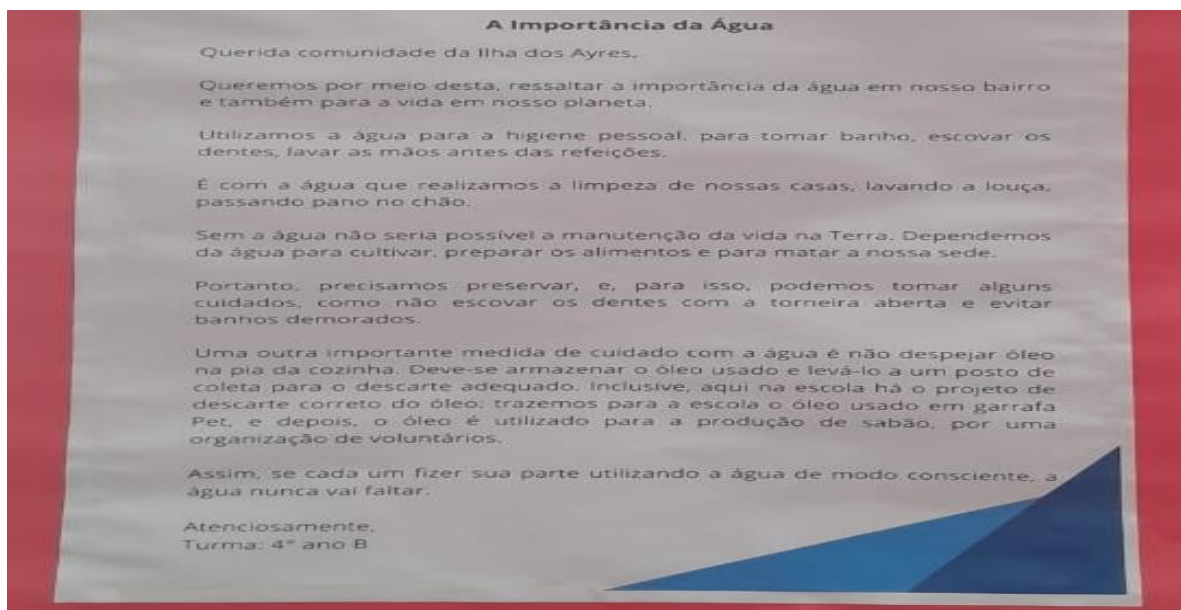 A Importância da Água
Querida comunidade da Ilha dos Ayres,
Queremos por meio desta, ressaltar a importância da água em nosso bairro
e também para a vida em nosso planeta.
Utilizamos a água para a higiene pessoal, para tomar banho, escovar os
dentes, lavar as mãos antes das refeições.
É com a água que realizamos a limpeza de nossas casas, lavando a louça,
passando pano no chão.
Sem a água não seria possível a manutenção da vida na Terra. Dependemos
da água para cultivar, preparar os alimentos e para matar a nossa sede.
Portanto, precisamos preservar, e, para isso, podemos tomar alguns
cuidados, como não escovar os dentes com a torneira aberta e evitar
banhos demorados.
Uma outra importante medida de cuidado com a água é não despejar óleo
na pia da cozinha. Deve-se armazenar o óleo usado e levá-lo a um posto de
coleta para o descarte adequado. Inclusive, aqui na escola há o projeto de
descarte correto do óleo: trazemos para a escola o óleo usado em garrafa
Pet, e depois, o óleo é utilizado para a produção de sabão, por uma
organização de voluntários.
Assim, se cada um fizer sua parte utilizando a água de modo consciente, a
água nunca vai faltar.
Atenciosamente,
Turma: 4° ano B